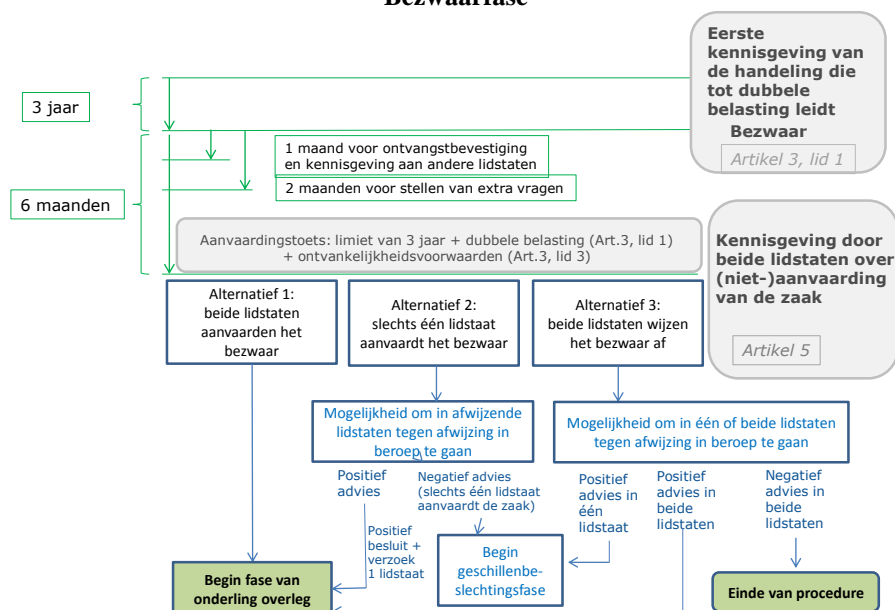 Bezwaarfase
Eerste
kennisgeving van
de handeling die
tot dubbele
belasting leidt
Bezwaar
Artikel 3, lid 1
3 jaar
1 maand voor ontvangstbevestiging
en kennisgeving aan andere lidstaten
2 maanden voor stellen van extra vragen
6 maanden
Aanvaardingstoets: limiet van 3 jaar + dubbele belasting (Art.3, lid 1)
+ ontvankelijkheidsvoorwaarden (Art.3, lid 3)
Kennisgeving door
beide lidstaten over
(niet-)aanvaarding
van de zaak
Artikel 5
Alternatief 1:
beide lidstaten
aanvaarden het
bezwaar
Alternatief 2:
slechts één lidstaat
aanvaardt het bezwaar
Alternatief 3:
beide lidstaten wijzen
het bezwaar af
Mogelijkheid om in afwijzende
lidstaten tegen afwijzing in
beroep te gaan
Mogelijkheid om in één of beide lidstaten
tegen afwijzing in beroep te gaan
Positief
advies
Negatief advies
(slechts één lidstaat
aanvaardt de zaak)
Positief
advies in
één
lidstaat
Positief
advies in
beide
lidstaten
Negatief
advies in
beide
lidstaten
Positief
besluit +
verzoek
1 lidstaat
Begin
geschillenbe-
slechtingsfase
Begin fase van
onderling overleg
Einde van procedure